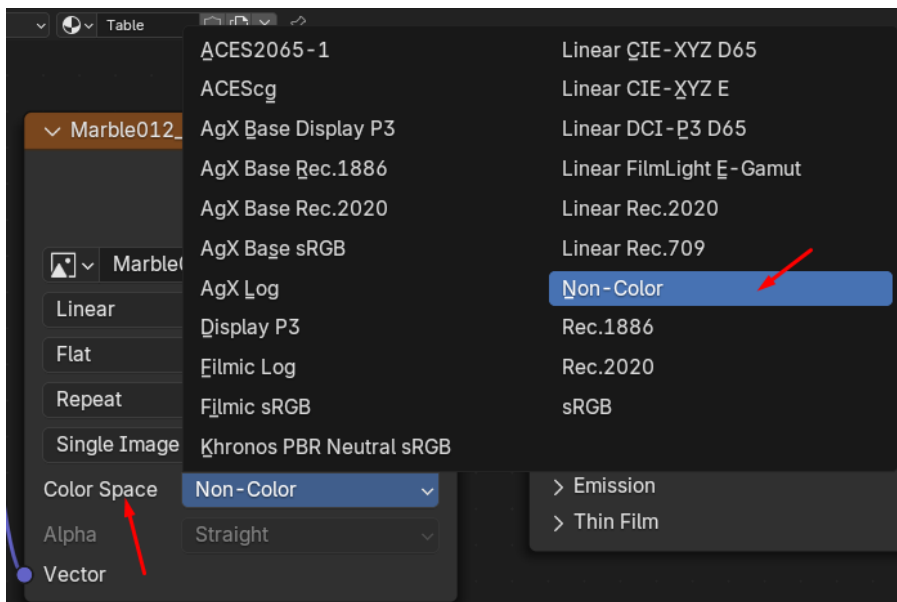 Table
Marble012_
Marble
Linear
Flat
Repeat
Single Image
Color Space
Non-Color
Alpha
Straight
Vector
ACES2065-1
ACEScg
AgX Base Display P3
AgX Base Rec.1886
AgX Base Rec.2020
AgX Base sRGB
AgX Log
Display P3
Filmic Log
Filmic sRGB
Khronos PBR Neutral sRGB
Linear CIE-XYZ D65
Linear CIE-XYZ E
Linear DCI-P3 D65
Linear FilmLight E-Gamut
Linear Rec.2020
Linear Rec.709
Non-Color
Rec.1886
Rec.2020
sRGB
Emission
Thin Film